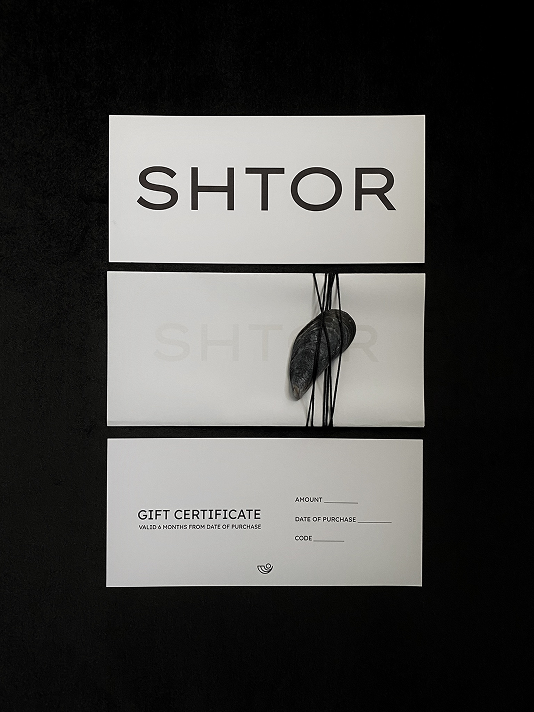 SHTOR
SHTOR
GIFT CERTIFICATE
VALID 6 MONTHS FROM DATE OF PURCHASE
AMOUNT
DATE OF PURCHASE
CODE